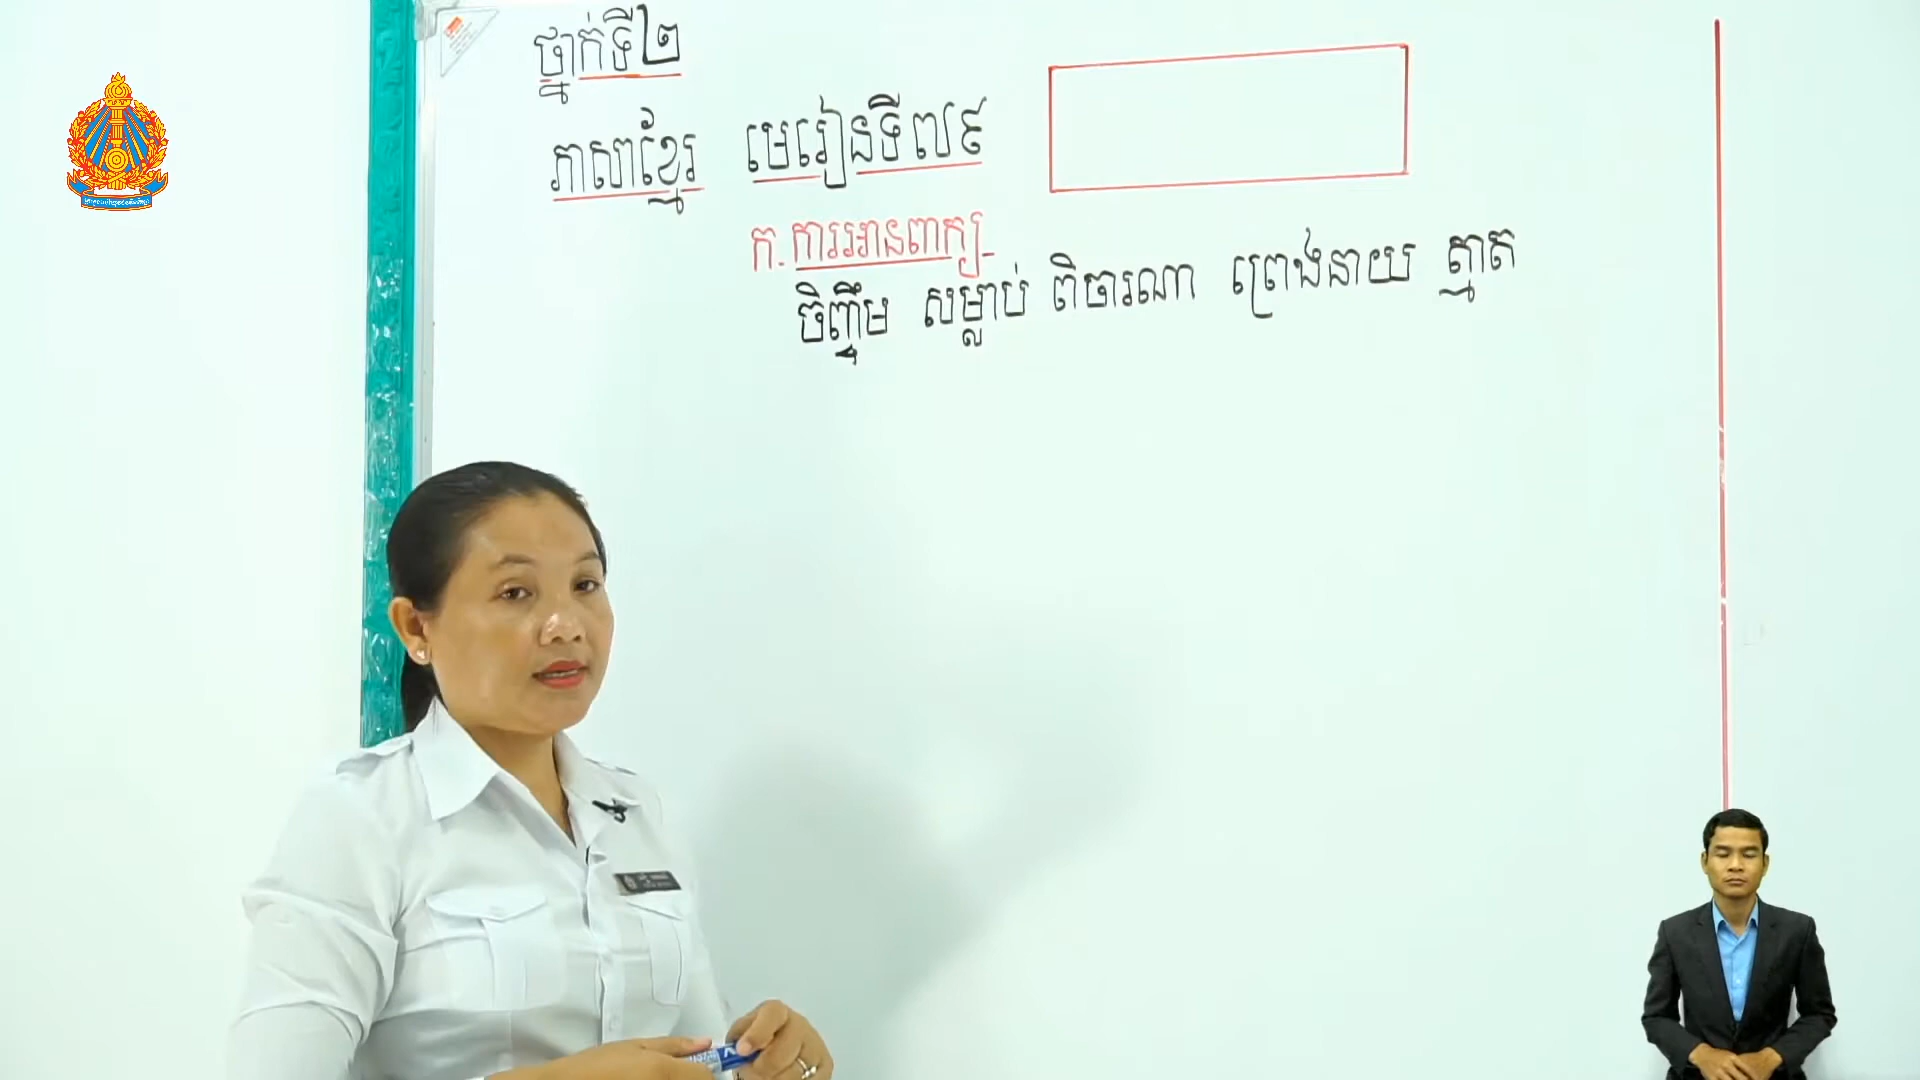 ថ្នាក់ទី២
ភាសាខ្មែរ មេរៀនទី៧៩
ក. ការអានពាក្យ
ចិញ្ចឹម សម្លាប់ ពិចារណា ព្រេងនាយ ត្មាត